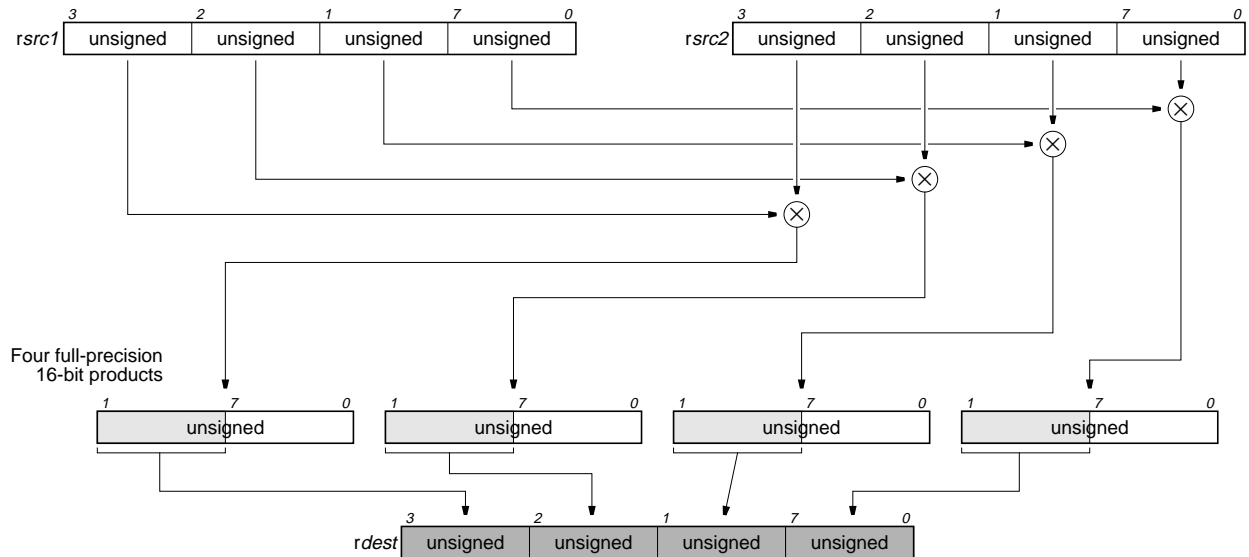 3 2 1 7 0
rsrc1 unsigned unsigned unsigned unsigned
3 2 1 7 0
rsrc2 unsigned unsigned unsigned unsigned
Four full-precision
16-bit products
1 7 0
unsigned
1 7 0
unsigned
1 7 0
unsigned
1 7 0
unsigned
3 2 1 7 0
rdest unsigned unsigned unsigned unsigned